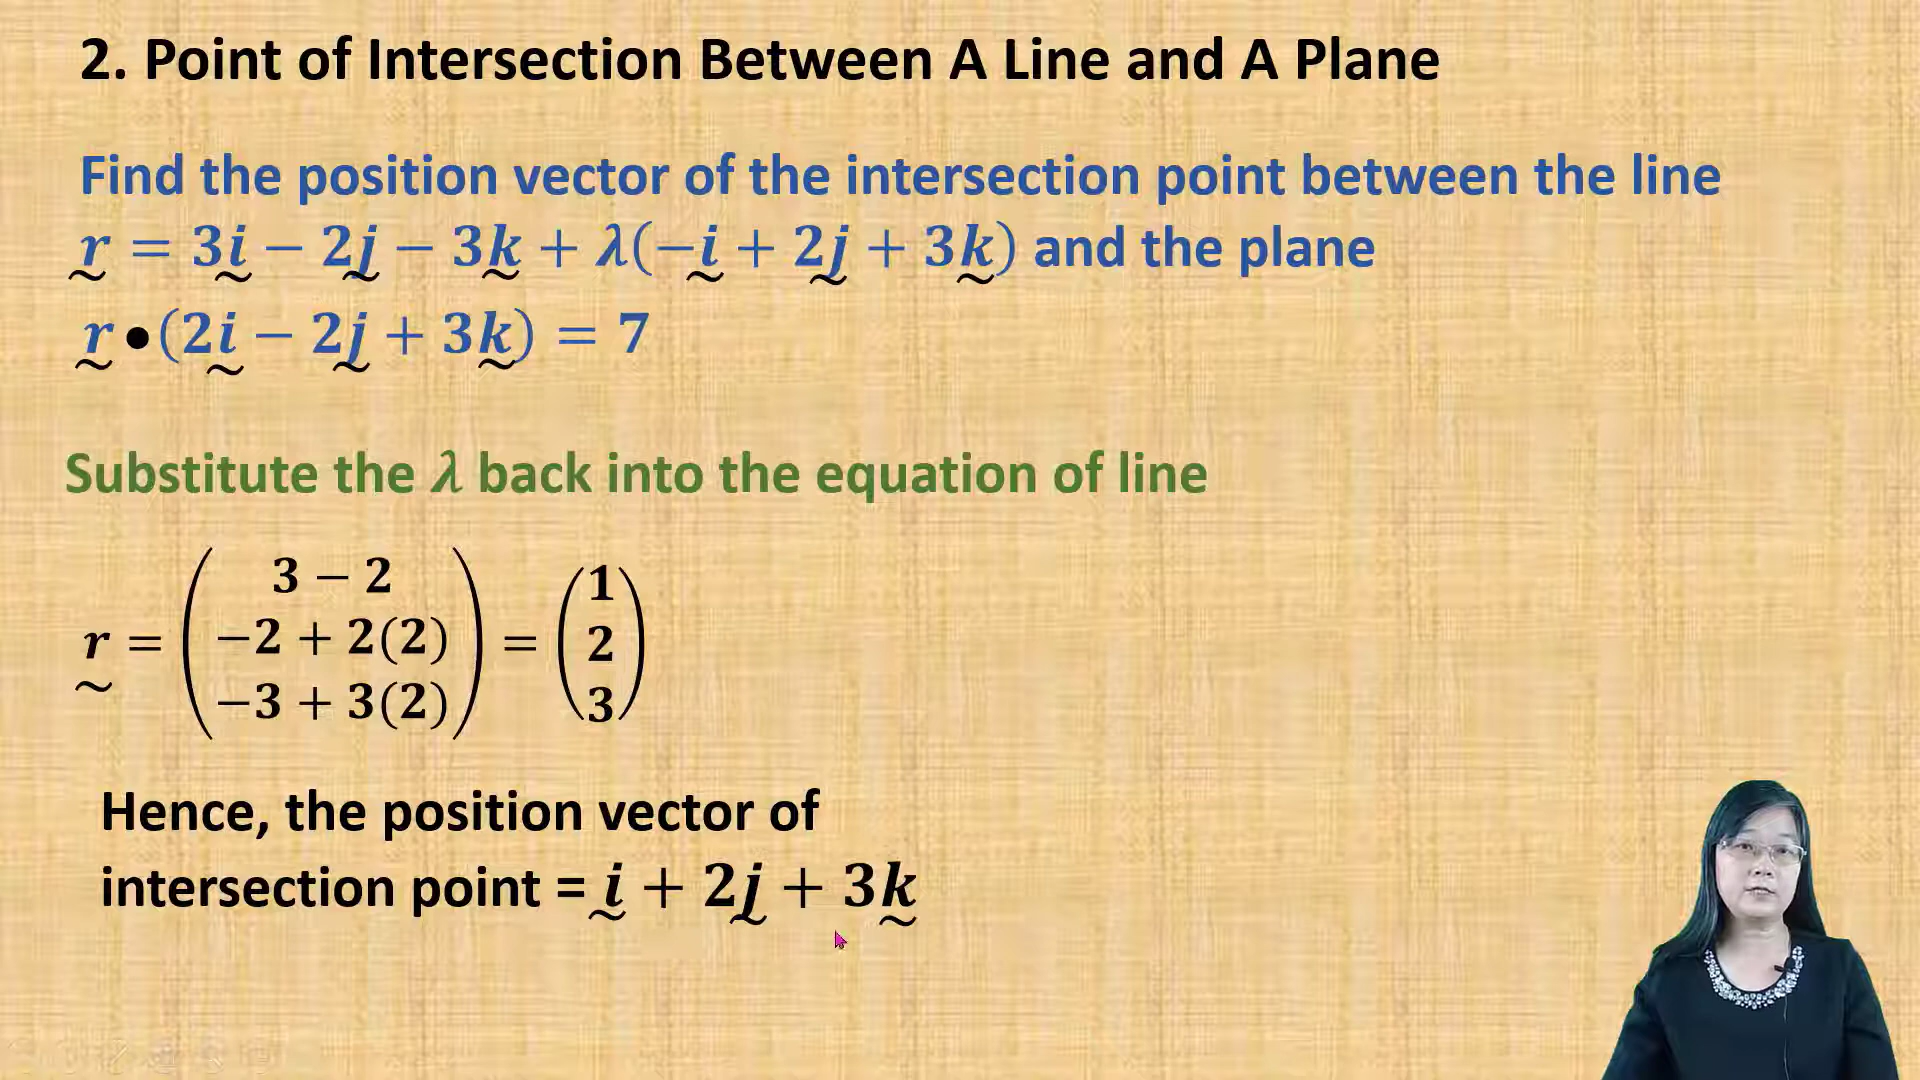 2. Point of Intersection Between A Line and A Plane
Find the position vector of the intersection point between the line
r = 3i − 2j − 3k + λ(−i + 2j + 3k) and the plane
r • (2i − 2j + 3k) = 7
Substitute the λ back into the equation of line
r = ( 3 − 2 ; −2 + 2(2) ; −3 + 3(2) ) = ( 1 ; 2 ; 3 )
Hence, the position vector of
intersection point = i + 2j + 3k